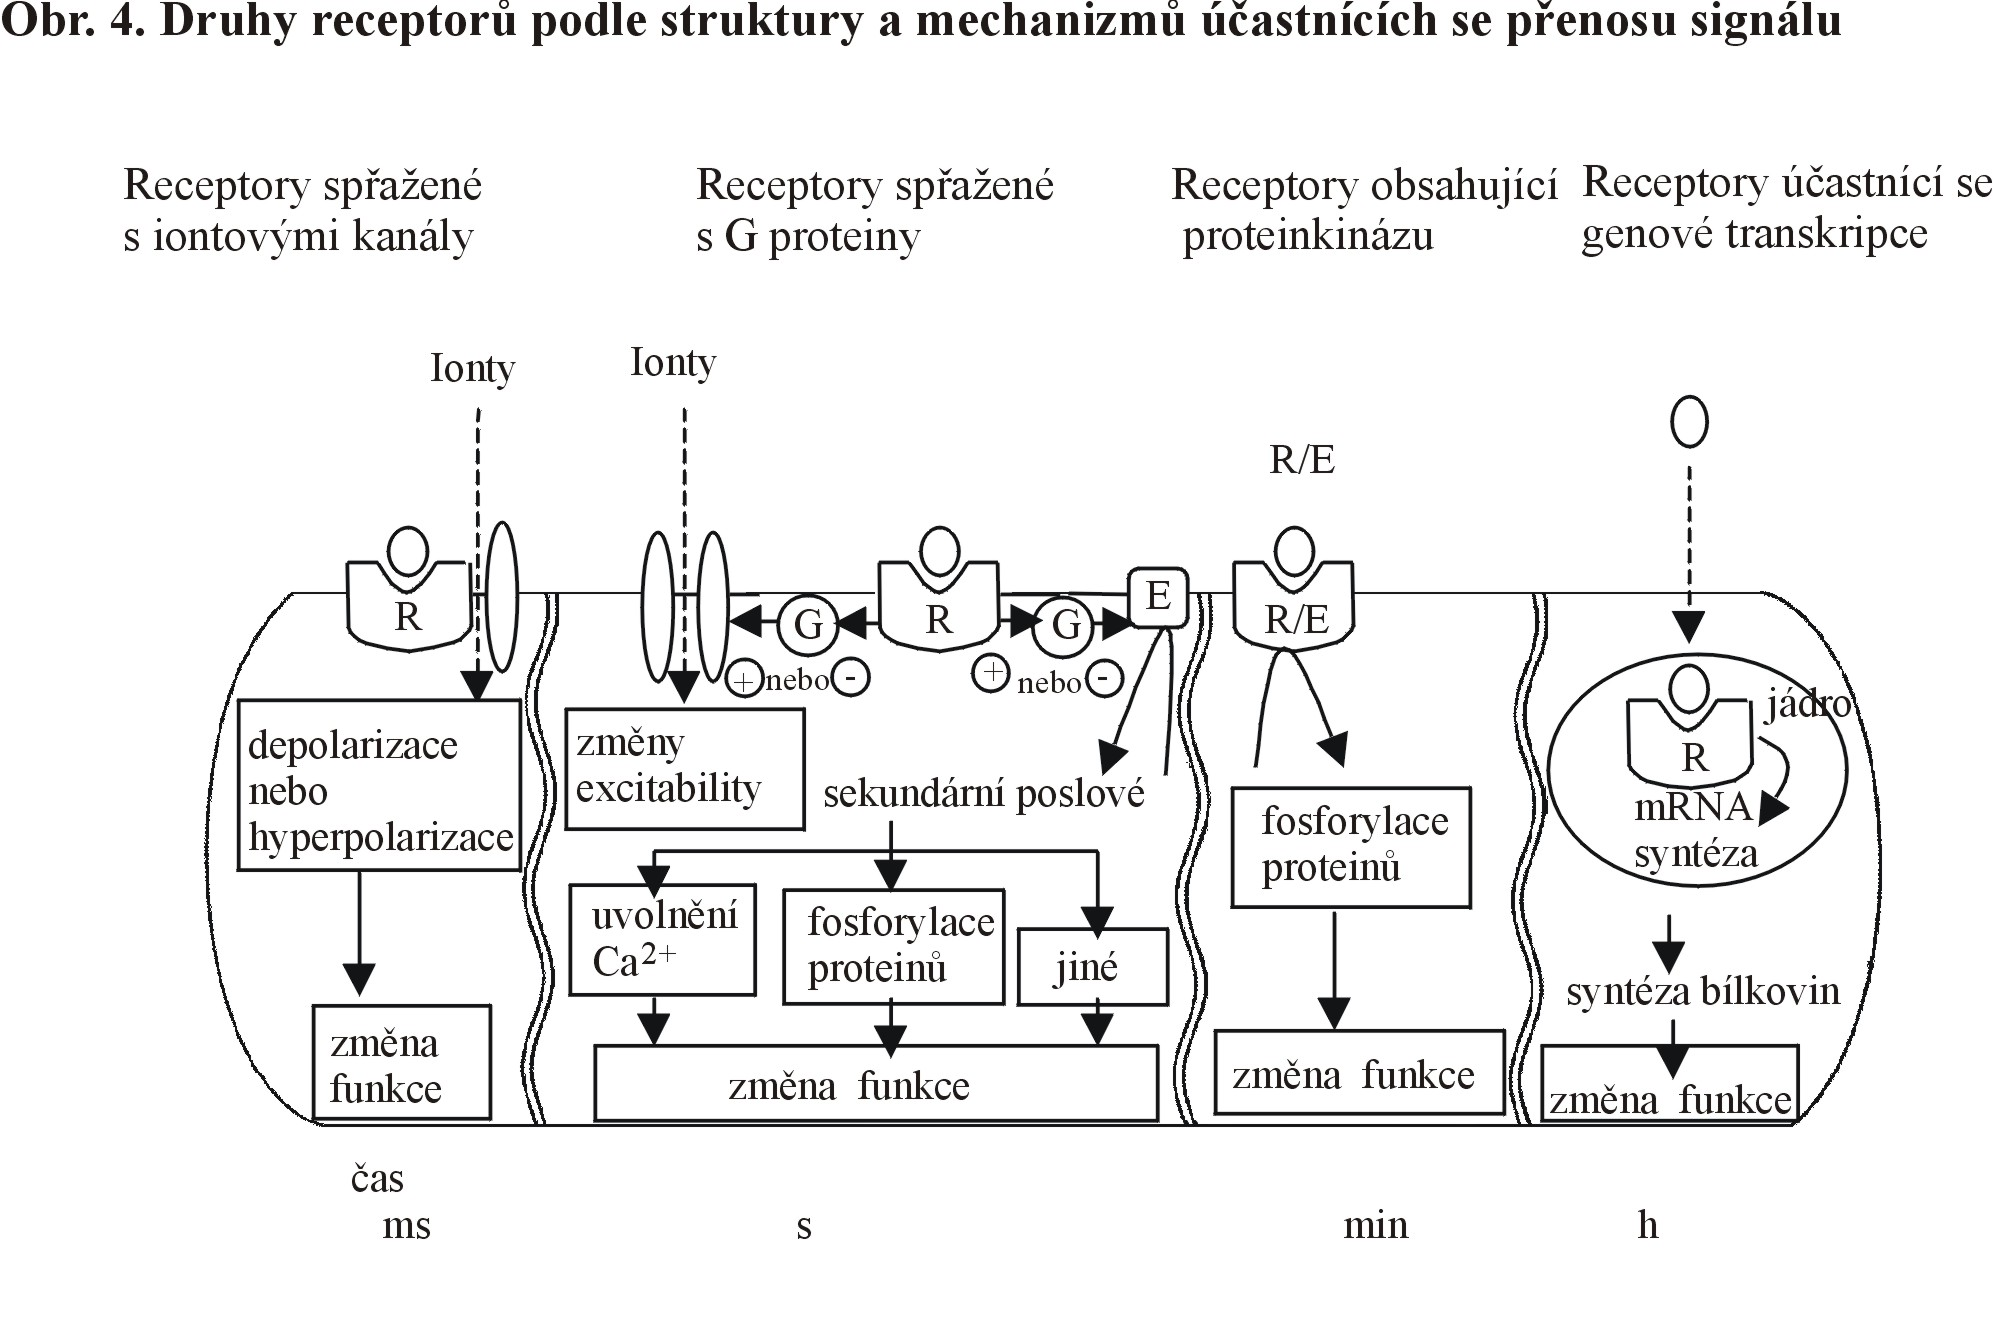 Obr. 4. Druhy receptorů podle struktury a mechanizmů účastnících se přenosu signálu
Receptory spřažené
s iontovými kanály
Receptory spřažené
s G proteiny
Receptory obsahující
proteinkinázu
Receptory účastnící se
genové transkripce
Ionty
Ionty
R/E
R
G
R
G
E
R/E
+ nebo -
+ nebo -
depolarizace
nebo
hyperpolarizace
změna
funkce
změny
excitability
sekundární poslové
uvolnění
Ca²⁺
fosforylace
proteinů
jiné
změna funkce
fosforylace
proteinů
změna funkce
jádro
R
mRNA
syntéza
syntéza bílkovin
změna funkce
čas
ms
s
min
h